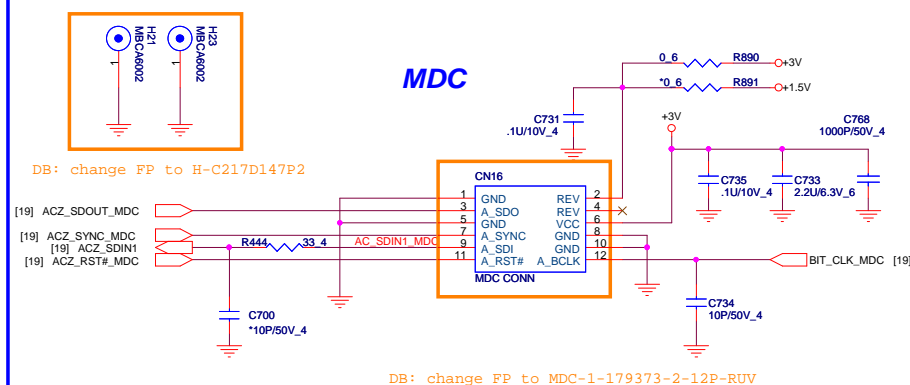 H21
MBCA6002
1
H23
MBCA6002
1
DB: change FP to H-C217D147P2
MDC
0_6
R890
+3V
*0_6
R891
+1.5V
C731
.1U/10V_4
+3V
C768
1000P/50V_4
C735
.1U/10V_4
C733
2.2U/6.3V_6
CN16
1 GND REV 2
3 A_SDO REV 4
5 GND VCC 6
7 A_SYNC GND 8
9 A_SDI GND 10
11 A_RST# A_BCLK 12
MDC CONN
[19] ACZ_SDOUT_MDC
[19] ACZ_SYNC_MDC
[19] ACZ_SDIN1
[19] ACZ_RST#_MDC
R444
33_4
AC_SDIN1_MDC
BIT_CLK_MDC [19]
C700
*10P/50V_4
C734
10P/50V_4
DB: change FP to MDC-1-179373-2-12P-RUV